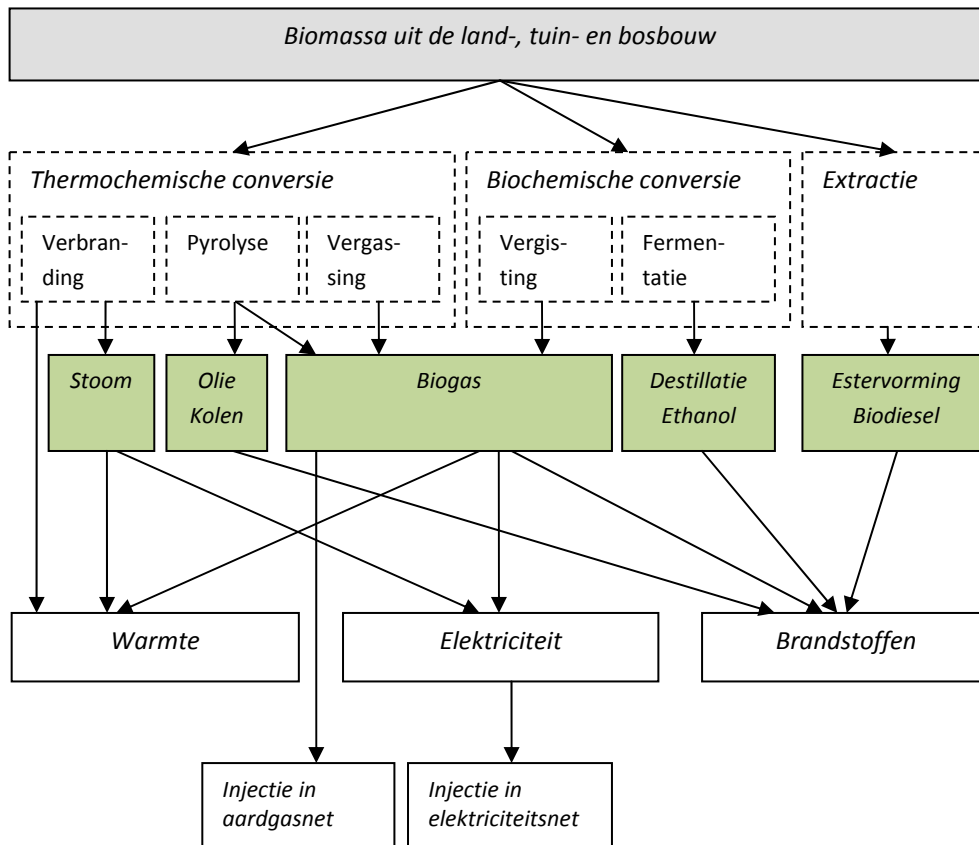 Biomassa uit de land-, tuin- en bosbouw
Thermochemische conversie
Verbran-
ding
Pyrolyse
Vergas-
sing
Biochemische conversie
Vergis-
ting
Fermen-
tatie
Extractie
Stoom
Olie
Kolen
Biogas
Destillatie
Ethanol
Estervorming
Biodiesel
Warmte
Elektriciteit
Brandstoffen
Injectie in
aardgasnet
Injectie in
elektriciteitsnet